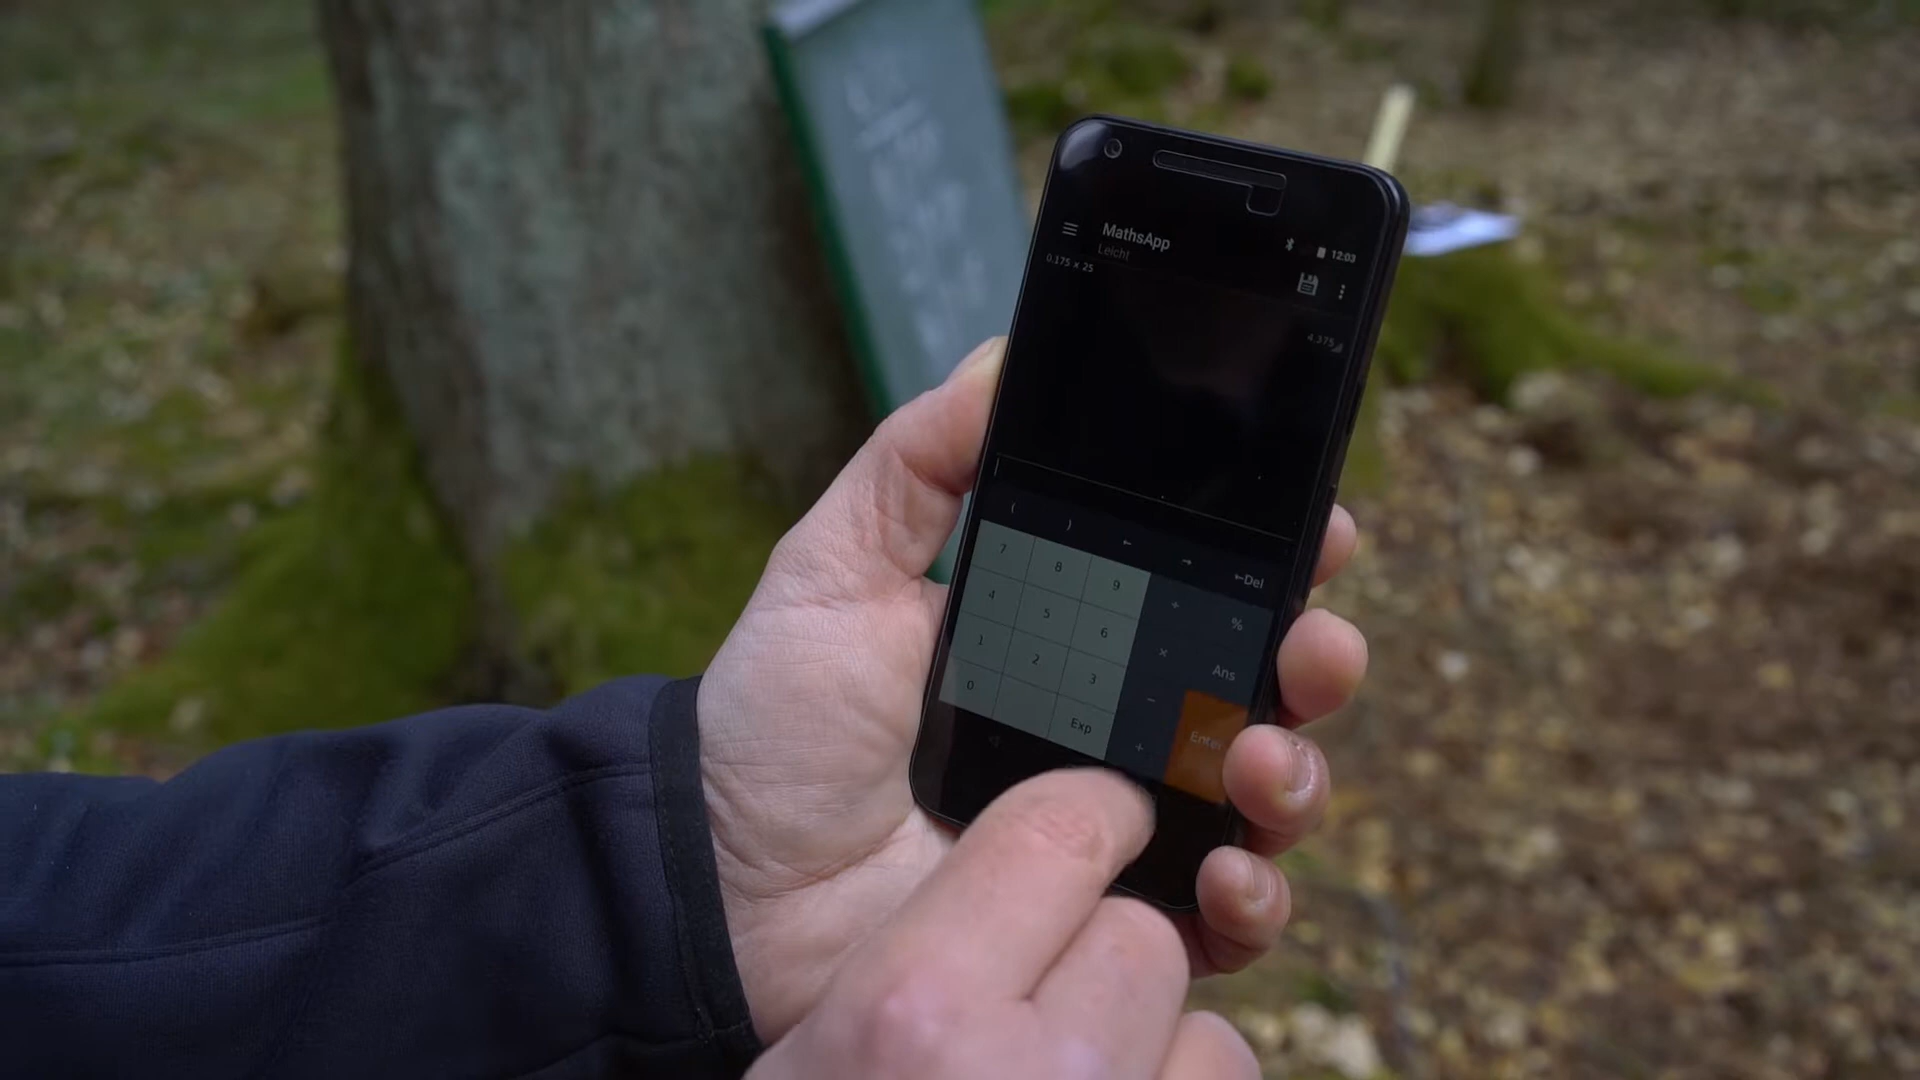 MathsApp
12:03
Leicht
0.175 × 25
4.375
( ) ← → ←Del
7 8 9 ÷ %
4 5 6 × Ans
1 2 3 − Enter
0 Exp +